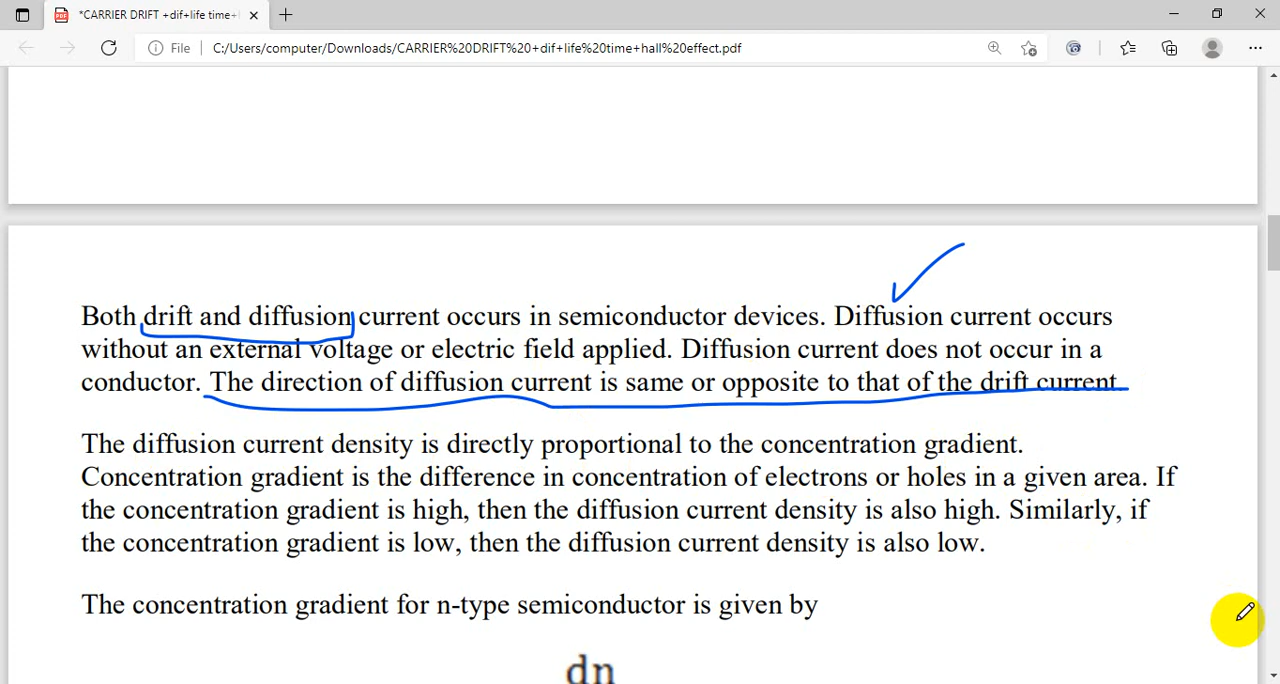 *CARRIER DRIFT +dif+life time+
File
C:/Users/computer/Downloads/CARRIER%20DRIFT%20+dif+life%20time+hall%20effect.pdf
Both drift and diffusion current occurs in semiconductor devices. Diffusion current occurs
without an external voltage or electric field applied. Diffusion current does not occur in a
conductor. The direction of diffusion current is same or opposite to that of the drift current.
The diffusion current density is directly proportional to the concentration gradient.
Concentration gradient is the difference in concentration of electrons or holes in a given area. If
the concentration gradient is high, then the diffusion current density is also high. Similarly, if
the concentration gradient is low, then the diffusion current density is also low.
The concentration gradient for n-type semiconductor is given by
dn